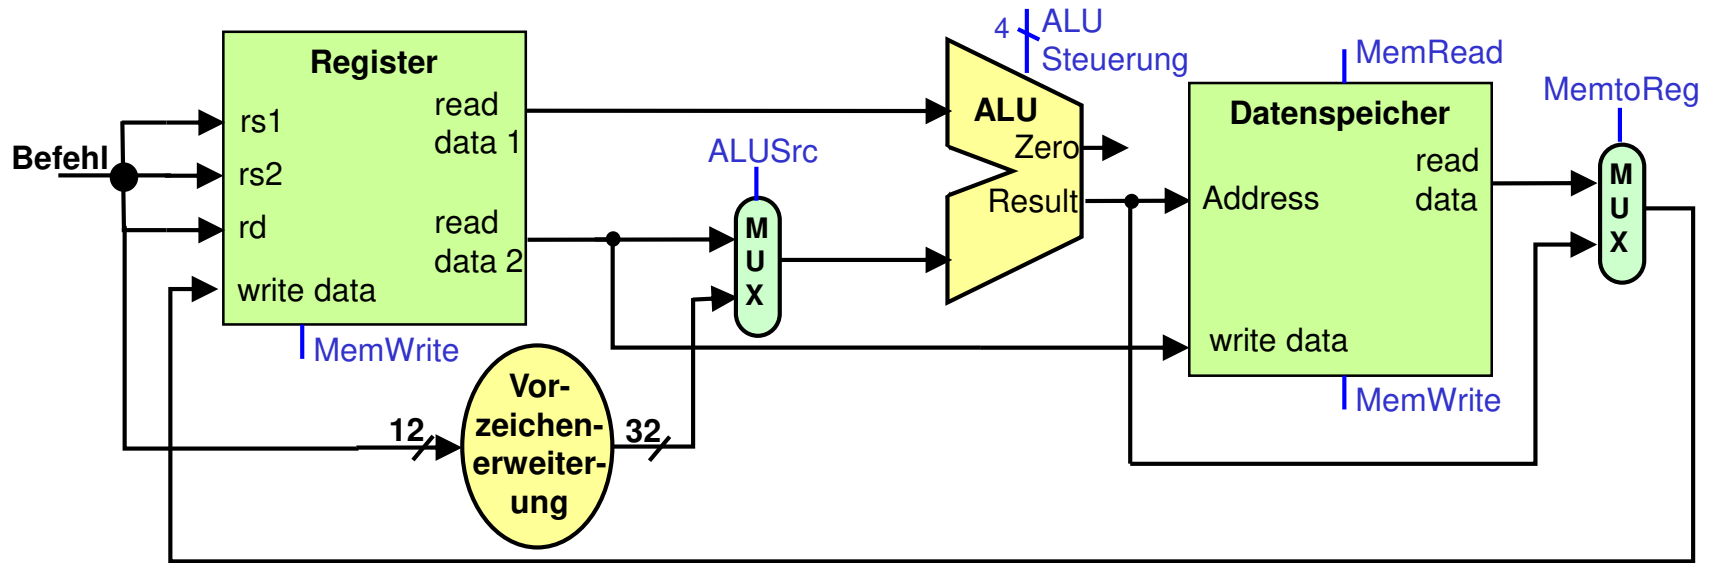 Befehl
Register
rs1
rs2
rd
write data
read
data 1
read
data 2
MemWrite
12
Vor-
zeichen-
erweiter-
ung
32
ALUSrc
M
U
X
4
ALU
Steuerung
ALU
Zero
Result
MemRead
Datenspeicher
Address
read
data
write data
MemWrite
MemtoReg
M
U
X